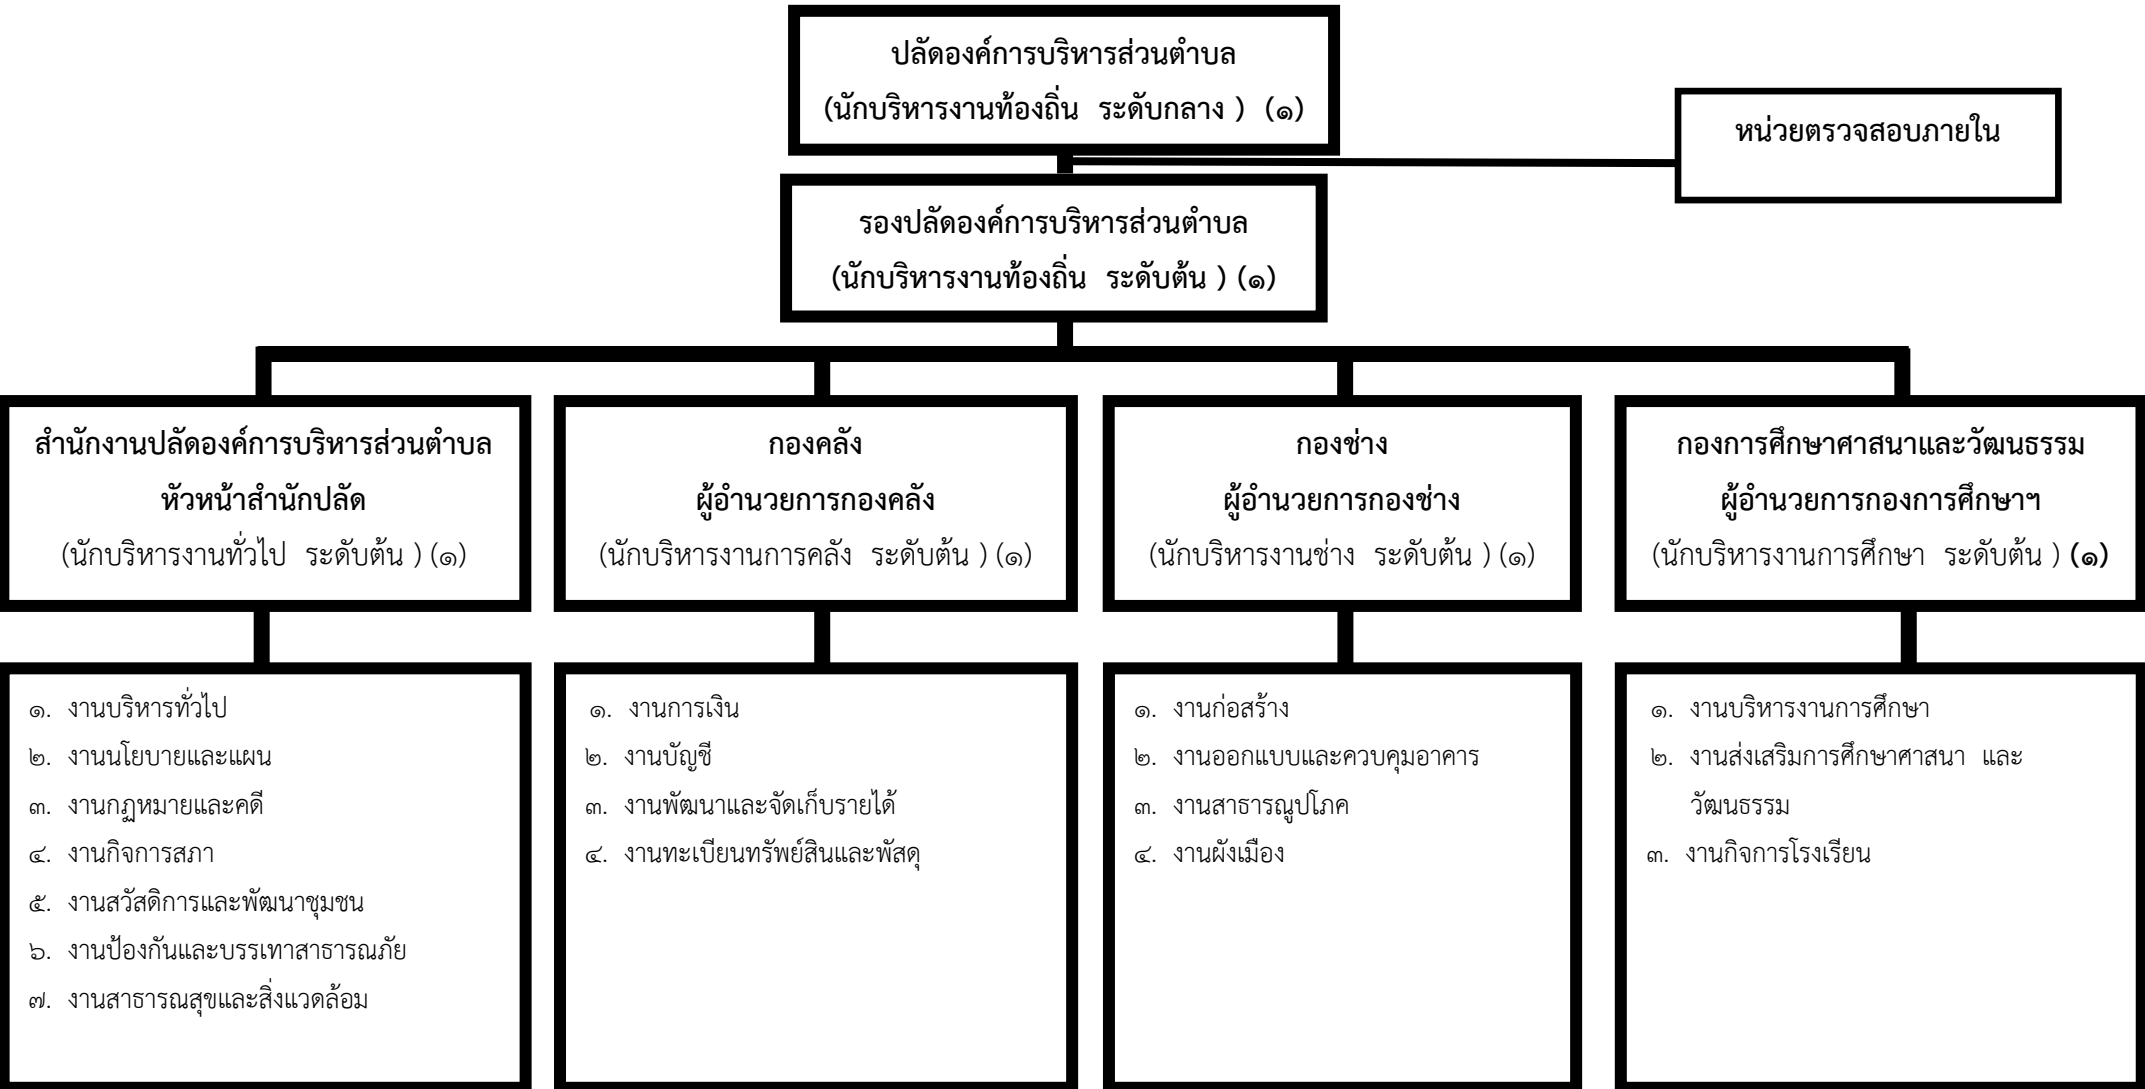 ปลัดองค์การบริหารส่วนตำบล
(นักบริหารงานท้องถิ่น ระดับกลาง ) (๑)
หน่วยตรวจสอบภายใน
รองปลัดองค์การบริหารส่วนตำบล
(นักบริหารงานท้องถิ่น ระดับต้น ) (๑)
สำนักงานปลัดองค์การบริหารส่วนตำบล
หัวหน้าสำนักปลัด
(นักบริหารงานทั่วไป ระดับต้น ) (๑)
กองคลัง
ผู้อำนวยการกองคลัง
(นักบริหารงานการคลัง ระดับต้น ) (๑)
กองช่าง
ผู้อำนวยการกองช่าง
(นักบริหารงานช่าง ระดับต้น ) (๑)
กองการศึกษาศาสนาและวัฒนธรรม
ผู้อำนวยการกองการศึกษาฯ
(นักบริหารงานการศึกษา ระดับต้น ) (๑)
๑. งานบริหารทั่วไป
๒. งานนโยบายและแผน
๓. งานกฏหมายและคดี
๔. งานกิจการสภา
๕. งานสวัสดิการและพัฒนาชุมชน
๖. งานป้องกันและบรรเทาสาธารณภัย
๗. งานสาธารณสุขและสิ่งแวดล้อม
๑. งานการเงิน
๒. งานบัญชี
๓. งานพัฒนาและจัดเก็บรายได้
๔. งานทะเบียนทรัพย์สินและพัสดุ
๑. งานก่อสร้าง
๒. งานออกแบบและควบคุมอาคาร
๓. งานสาธารณูปโภค
๔. งานผังเมือง
๑. งานบริหารงานการศึกษา
๒. งานส่งเสริมการศึกษาศาสนา และ
วัฒนธรรม
๓. งานกิจการโรงเรียน